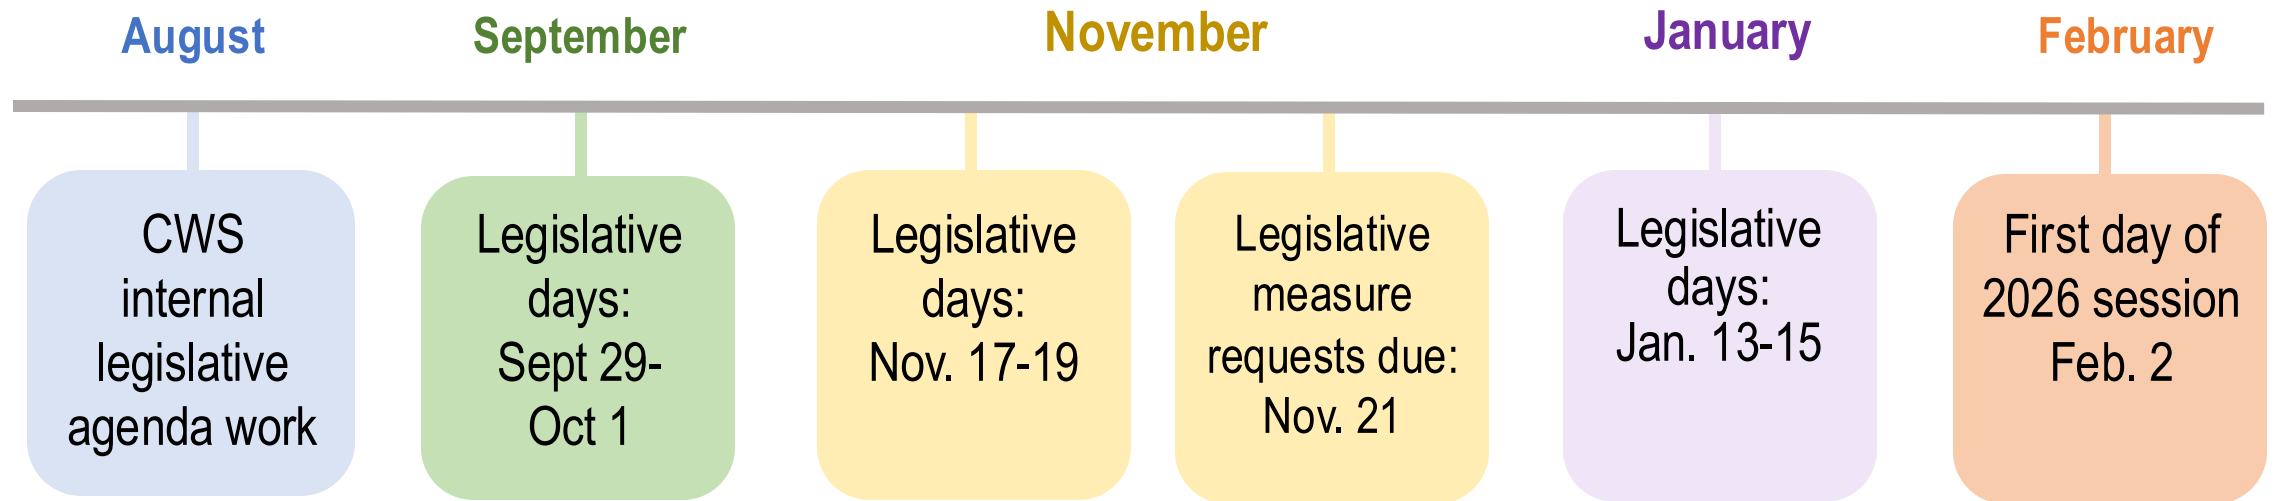 August
September
November
January
February
CWS
internal
legislative
agenda work
Legislative
days:
Sept 29-
Oct 1
Legislative
days:
Nov. 17-19
Legislative
measure
requests due:
Nov. 21
Legislative
days:
Jan. 13-15
First day of
2026 session
Feb. 2